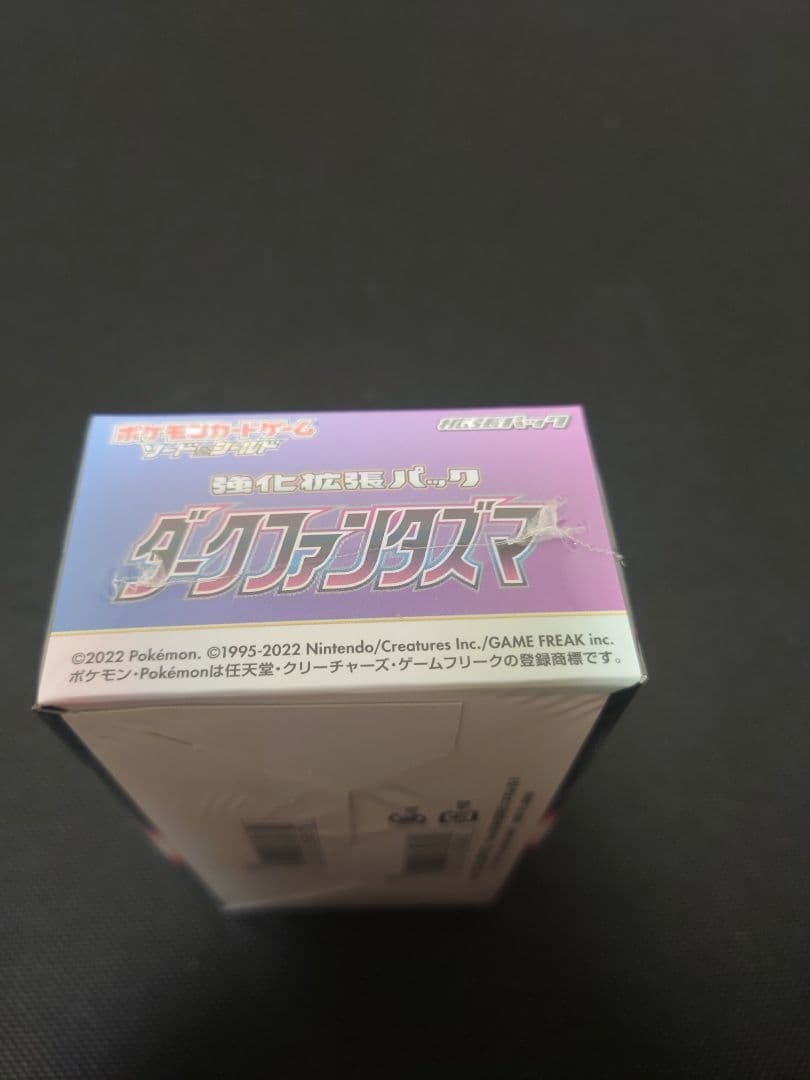 ポケモンカードゲーム
ソード&シールド
拡張パック
強化拡張パック
ダークファンタズマ
©2022 Pokémon. ©1995-2022 Nintendo/Creatures Inc./GAME FREAK inc.
ポケモン・Pokémonは任天堂・クリーチャーズ・ゲームフリークの登録商標です。